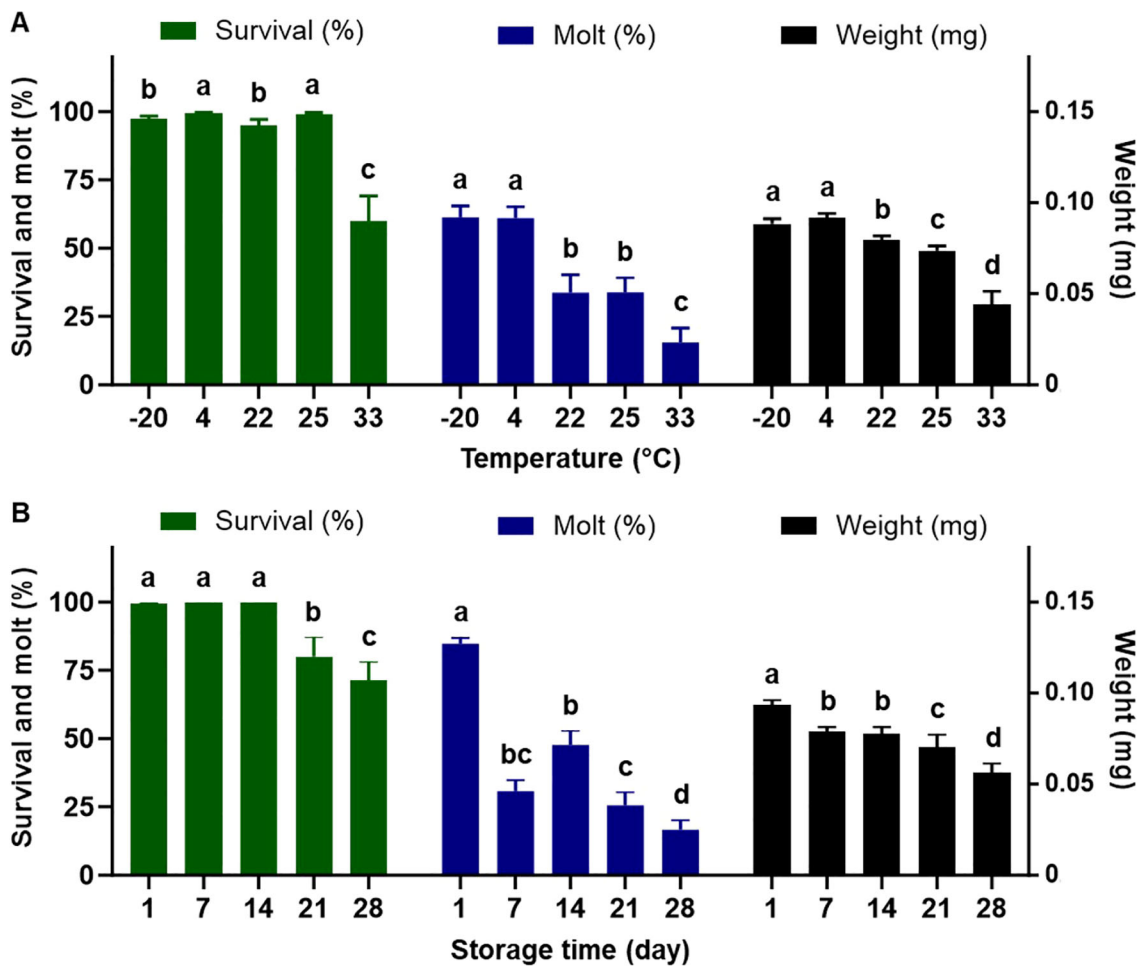 A
Survival (%) Molt (%) Weight (mg)
Survival and molt (%)
100
75
50
25
0
b a b a c
a a b b c
a a b c d
0.15
0.10
0.05
0
Weight (mg)
-20 4 22 25 33 -20 4 22 25 33 -20 4 22 25 33
Temperature (°C)
B
Survival (%) Molt (%) Weight (mg)
Survival and molt (%)
100
75
50
25
0
a a a b c
a bc b c d
a b b c d
0.15
0.10
0.05
0
Weight (mg)
1 7 14 21 28 1 7 14 21 28 1 7 14 21 28
Storage time (day)